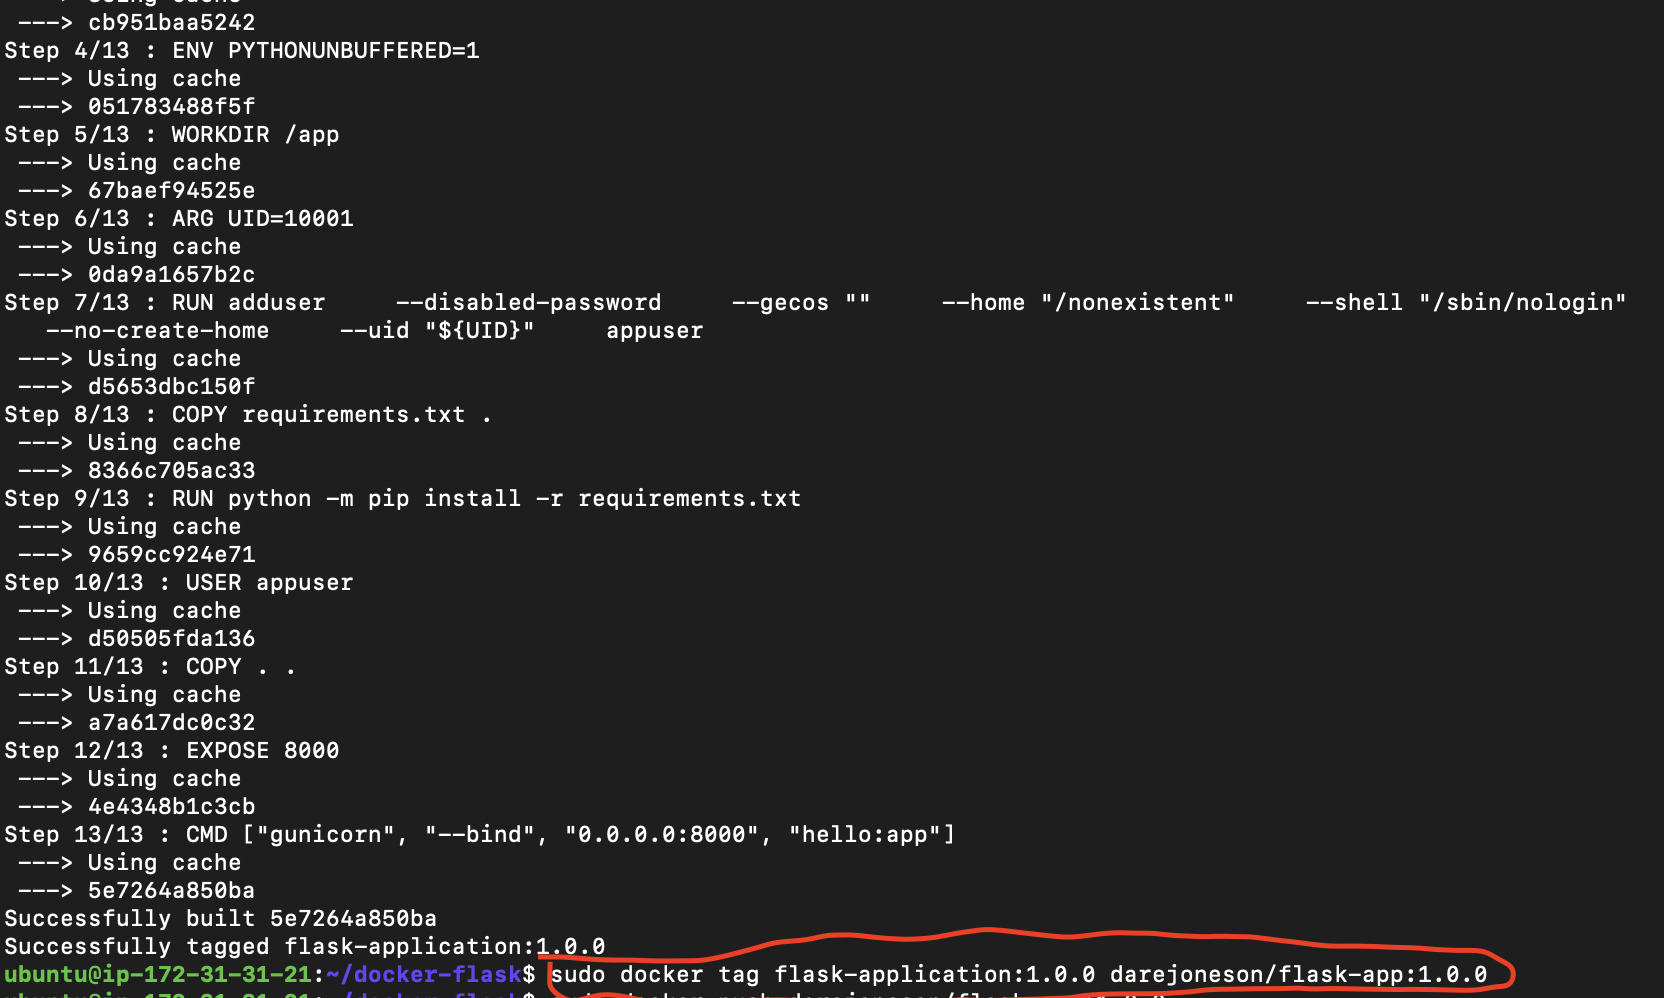 ---> cb951baa5242
Step 4/13 : ENV PYTHONUNBUFFERED=1
---> Using cache
---> 051783488f5f
Step 5/13 : WORKDIR /app
---> Using cache
---> 67baef94525e
Step 6/13 : ARG UID=10001
---> Using cache
---> 0da9a1657b2c
Step 7/13 : RUN adduser     --disabled-password     --gecos ""     --home "/nonexistent"     --shell "/sbin/nologin"
--no-create-home     --uid "${UID}"     appuser
---> Using cache
---> d5653dbc150f
Step 8/13 : COPY requirements.txt .
---> Using cache
---> 8366c705ac33
Step 9/13 : RUN python -m pip install -r requirements.txt
---> Using cache
---> 9659cc924e71
Step 10/13 : USER appuser
---> Using cache
---> d50505fda136
Step 11/13 : COPY . .
---> Using cache
---> a7a617dc0c32
Step 12/13 : EXPOSE 8000
---> Using cache
---> 4e4348b1c3cb
Step 13/13 : CMD ["gunicorn", "--bind", "0.0.0.0:8000", "hello:app"]
---> Using cache
---> 5e7264a850ba
Successfully built 5e7264a850ba
Successfully tagged flask-application:1.0.0
ubuntu@ip-172-31-31-21:~/docker-flask$ sudo docker tag flask-application:1.0.0 darejoneson/flask-app:1.0.0